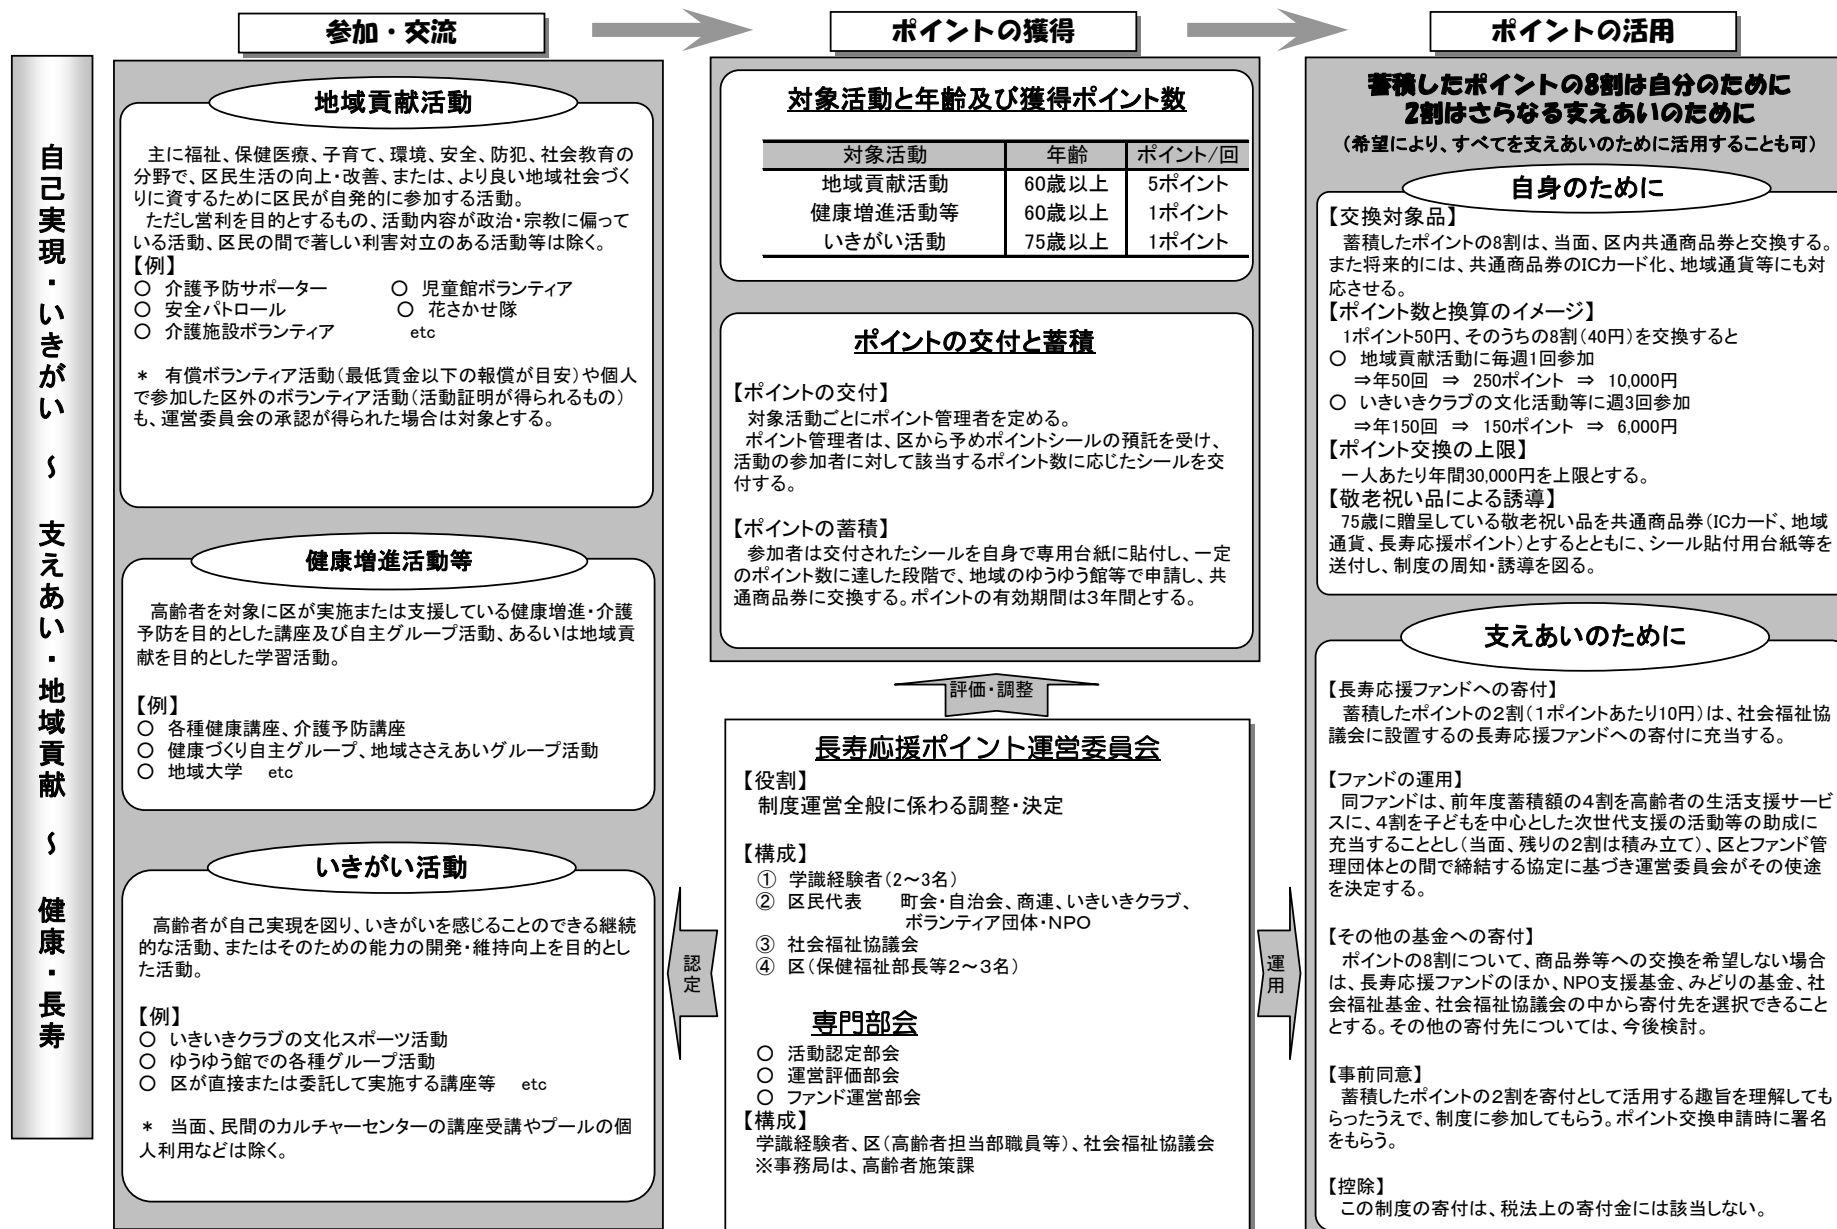 参加・交流
ポイントの獲得
ポイントの活用
自己実現・いきがい ～ 支えあい・地域貢献 ～ 健康・長寿
地域貢献活動
主に福祉、保健医療、子育て、環境、安全、防犯、社会教育の
分野で、区民生活の向上・改善、または、より良い地域社会づく
りに資するために区民が自発的に参加する活動。
ただし営利を目的とするもの、活動内容が政治・宗教に偏って
いる活動、区民の間で著しい利害対立のある活動等は除く。
【例】
○ 介護予防サポーター ○ 児童館ボランティア
○ 安全パトロール ○ 花さかせ隊
○ 介護施設ボランティア etc
* 有償ボランティア活動(最低賃金以下の報償が目安)や個人
で参加した区外のボランティア活動(活動証明が得られるもの)
も、運営委員会の承認が得られた場合は対象とする。
健康増進活動等
高齢者を対象に区が実施または支援している健康増進・介護
予防を目的とした講座及び自主グループ活動、あるいは地域貢
献を目的とした学習活動。
【例】
○ 各種健康講座、介護予防講座
○ 健康づくり自主グループ、地域ささえあいグループ活動
○ 地域大学 etc
いきがい活動
高齢者が自己実現を図り、いきがいを感じることのできる継続
的な活動、またはそのための能力の開発・維持向上を目的とし
た活動。
【例】
○ いきいきクラブの文化スポーツ活動
○ ゆうゆう館での各種グループ活動
○ 区が直接または委託して実施する講座等 etc
* 当面、民間のカルチャーセンターの講座受講やプールの個
人利用などは除く。
対象活動と年齢及び獲得ポイント数
対象活動 年齢 ポイント/回
地域貢献活動 60歳以上 5ポイント
健康増進活動等 60歳以上 1ポイント
いきがい活動 75歳以上 1ポイント
ポイントの交付と蓄積
【ポイントの交付】
対象活動ごとにポイント管理者を定める。
ポイント管理者は、区から予めポイントシールの預託を受け、
活動の参加者に対して該当するポイント数に応じたシールを交
付する。
【ポイントの蓄積】
参加者は交付されたシールを自身で専用台紙に貼付し、一定
のポイント数に達した段階で、地域のゆうゆう館等で申請し、共
通商品券に交換する。ポイントの有効期間は3年間とする。
評価・調整
長寿応援ポイント運営委員会
【役割】
制度運営全般に係わる調整・決定
【構成】
① 学識経験者(2～3名)
② 区民代表 町会・自治会、商連、いきいきクラブ、
ボランティア団体・NPO
③ 社会福祉協議会
④ 区(保健福祉部長等2～3名)
専門部会
○ 活動認定部会
○ 運営評価部会
○ ファンド運営部会
【構成】
学識経験者、区(高齢者担当部職員等)、社会福祉協議会
※事務局は、高齢者施策課
認定
運用
蓄積したポイントの8割は自分のために
2割はさらなる支えあいのために
(希望により、すべてを支えあいのために活用することも可)
自身のために
【交換対象品】
蓄積したポイントの8割は、当面、区内共通商品券と交換する。
また将来的には、共通商品券のICカード化、地域通貨等にも対
応させる。
【ポイント数と換算のイメージ】
1ポイント50円、そのうちの8割(40円)を交換すると
○ 地域貢献活動に毎週1回参加
⇒年50回 ⇒ 250ポイント ⇒ 10,000円
○ いきいきクラブの文化活動等に週3回参加
⇒年150回 ⇒ 150ポイント ⇒ 6,000円
【ポイント交換の上限】
一人あたり年間30,000円を上限とする。
【敬老祝い品による誘導】
75歳に贈呈している敬老祝い品を共通商品券(ICカード、地域
通貨、長寿応援ポイント)とするとともに、シール貼付用台紙等を
送付し、制度の周知・誘導を図る。
支えあいのために
【長寿応援ファンドへの寄付】
蓄積したポイントの2割(1ポイントあたり10円)は、社会福祉協
議会に設置するの長寿応援ファンドへの寄付に充当する。
【ファンドの運用】
同ファンドは、前年度蓄積額の4割を高齢者の生活支援サービ
スに、4割を子どもを中心とした次世代支援の活動等の助成に
充当することとし(当面、残りの2割は積み立て)、区とファンド管
理団体との間で締結する協定に基づき運営委員会がその使途
を決定する。
【その他の基金への寄付】
ポイントの8割について、商品券等への交換を希望しない場合
は、長寿応援ファンドのほか、NPO支援基金、みどりの基金、社
会福祉基金、社会福祉協議会の中から寄付先を選択できること
とする。その他の寄付先については、今後検討。
【事前同意】
蓄積したポイントの2割を寄付として活用する趣旨を理解しても
らったうえで、制度に参加してもらう。ポイント交換申請時に署名
をもらう。
【控除】
この制度の寄付は、税法上の寄付金には該当しない。